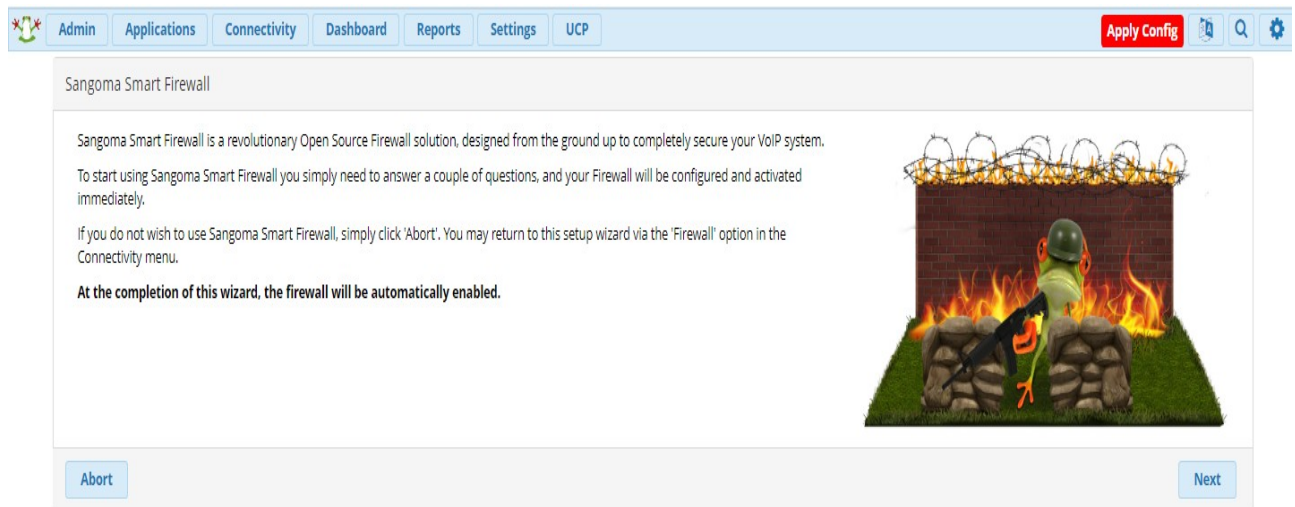 Admin
Applications
Connectivity
Dashboard
Reports
Settings
UCP
Apply Config
Sangoma Smart Firewall
Sangoma Smart Firewall is a revolutionary Open Source Firewall solution, designed from the ground up to completely secure your VoIP system.
To start using Sangoma Smart Firewall you simply need to answer a couple of questions, and your Firewall will be configured and activated
immediately.
If you do not wish to use Sangoma Smart Firewall, simply click 'Abort'. You may return to this setup wizard via the 'Firewall' option in the
Connectivity menu.
At the completion of this wizard, the firewall will be automatically enabled.
Abort
Next